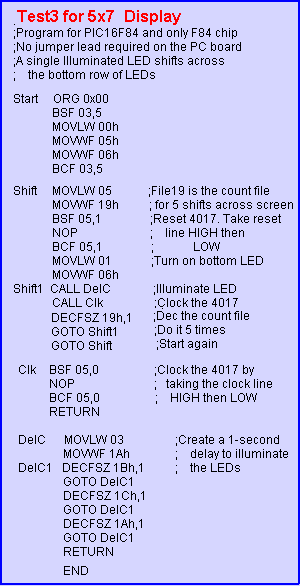 Test3 for 5x7 Display
;Program for PIC16F84 and only F84 chip
;No jumper lead required on the PC board
;A single Illuminated LED shifts across
; the bottom row of LEDs
Start ORG 0x00
BSF 03,5
MOVLW 00h
MOVWF 05h
MOVWF 06h
BCF 03,5
Shift MOVLW 05 ;File19 is the count file
MOVWF 19h ; for 5 shifts across screen
BSF 05,1 ;Reset 4017. Take reset
NOP ; line HIGH then
BCF 05,1 ; LOW
MOVLW 01 ;Turn on bottom LED
MOVWF 06h
Shift1 CALL DelC ;Illuminate LED
CALL Clk ;Clock the 4017
DECFSZ 19h,1 ;Dec the count file
GOTO Shift1 ;Do it 5 times
GOTO Shift ;Start again
Clk BSF 05,0 ;Clock the 4017 by
NOP ; taking the clock line
BCF 05,0 ; HIGH then LOW
RETURN
DelC MOVLW 03 ;Create a 1-second
MOVWF 1Ah ; delay to illuminate
DelC1 DECFSZ 1Bh,1 ; the LEDs
GOTO DelC1
DECFSZ 1Ch,1
GOTO DelC1
DECFSZ 1Ah,1
GOTO DelC1
RETURN
END